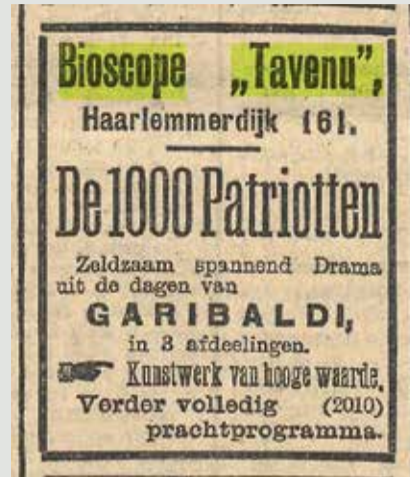 Bioscope „Tavenu”,
Haarlemmerdijk 161.
De 1000 Patriotten
Zeldzaam spannend Drama
uit de dagen van
GARIBALDI,
in 3 afdeelingen.
☛ Kunstwerk van hooge waarde.
Verder volledig (2010)
prachtprogramma.